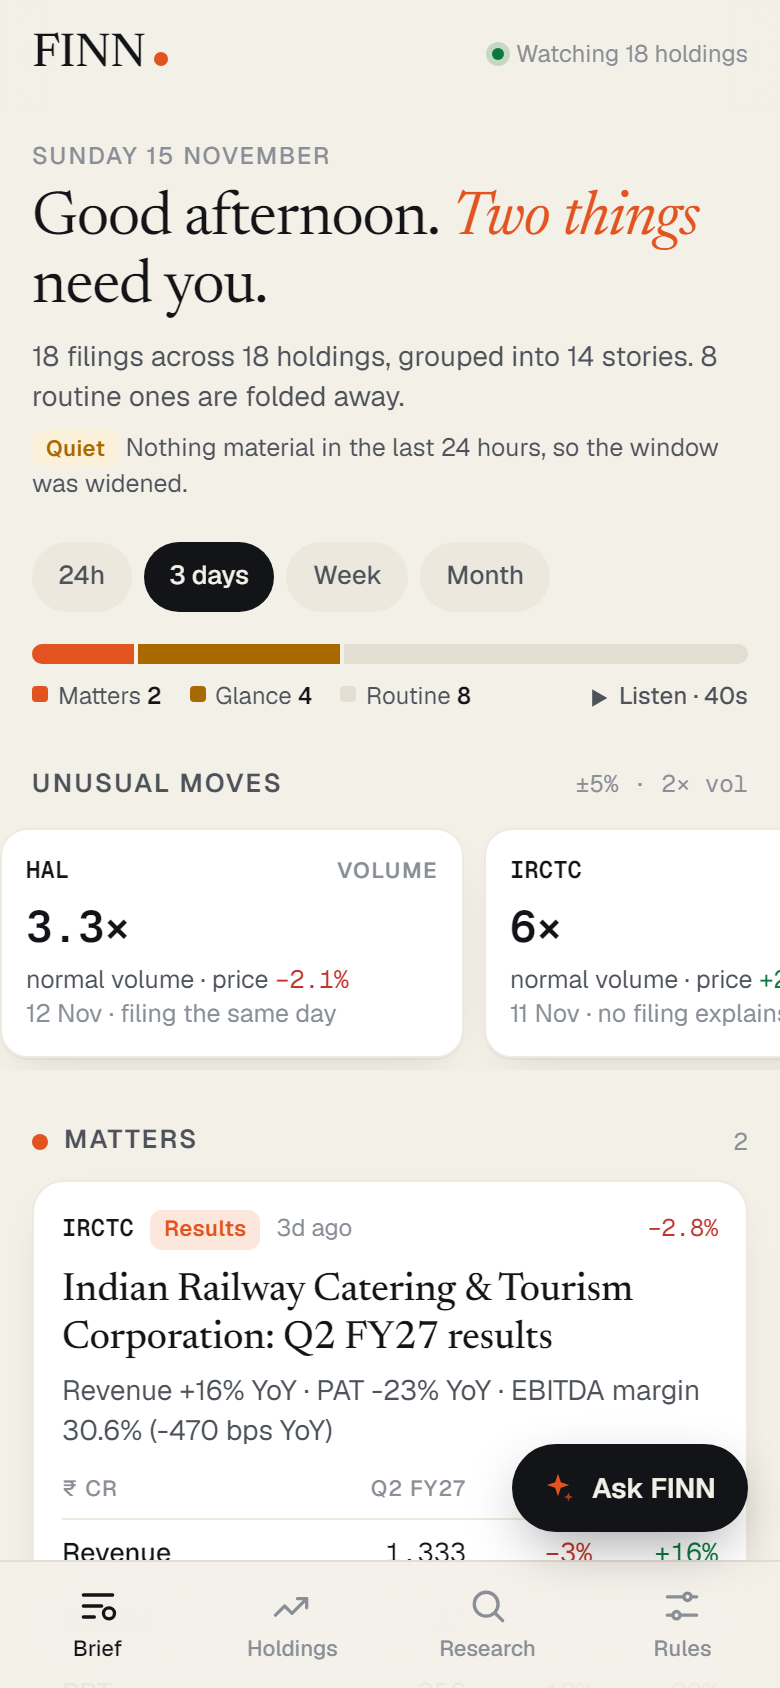 FINN
Watching 18 holdings
SUNDAY 15 NOVEMBER
Good afternoon. Two things
need you.
18 filings across 18 holdings, grouped into 14 stories. 8
routine ones are folded away.
Quiet Nothing material in the last 24 hours, so the window
was widened.
24h 3 days Week Month
Matters 2 Glance 4 Routine 8 Listen · 40s
UNUSUAL MOVES ±5% · 2× vol
HAL VOLUME
3.3×
normal volume · price −2.1%
12 Nov · filing the same day
IRCTC
6×
normal volume · price
11 Nov · no filing
MATTERS 2
IRCTC Results 3d ago −2.8%
Indian Railway Catering & Tourism
Corporation: Q2 FY27 results
Revenue +16% YoY · PAT -23% YoY · EBITDA margin
30.6% (-470 bps YoY)
₹ CR Q2 FY27
Ask FINN
Revenue 1,333 −3% +16%
Brief Holdings Research Rules